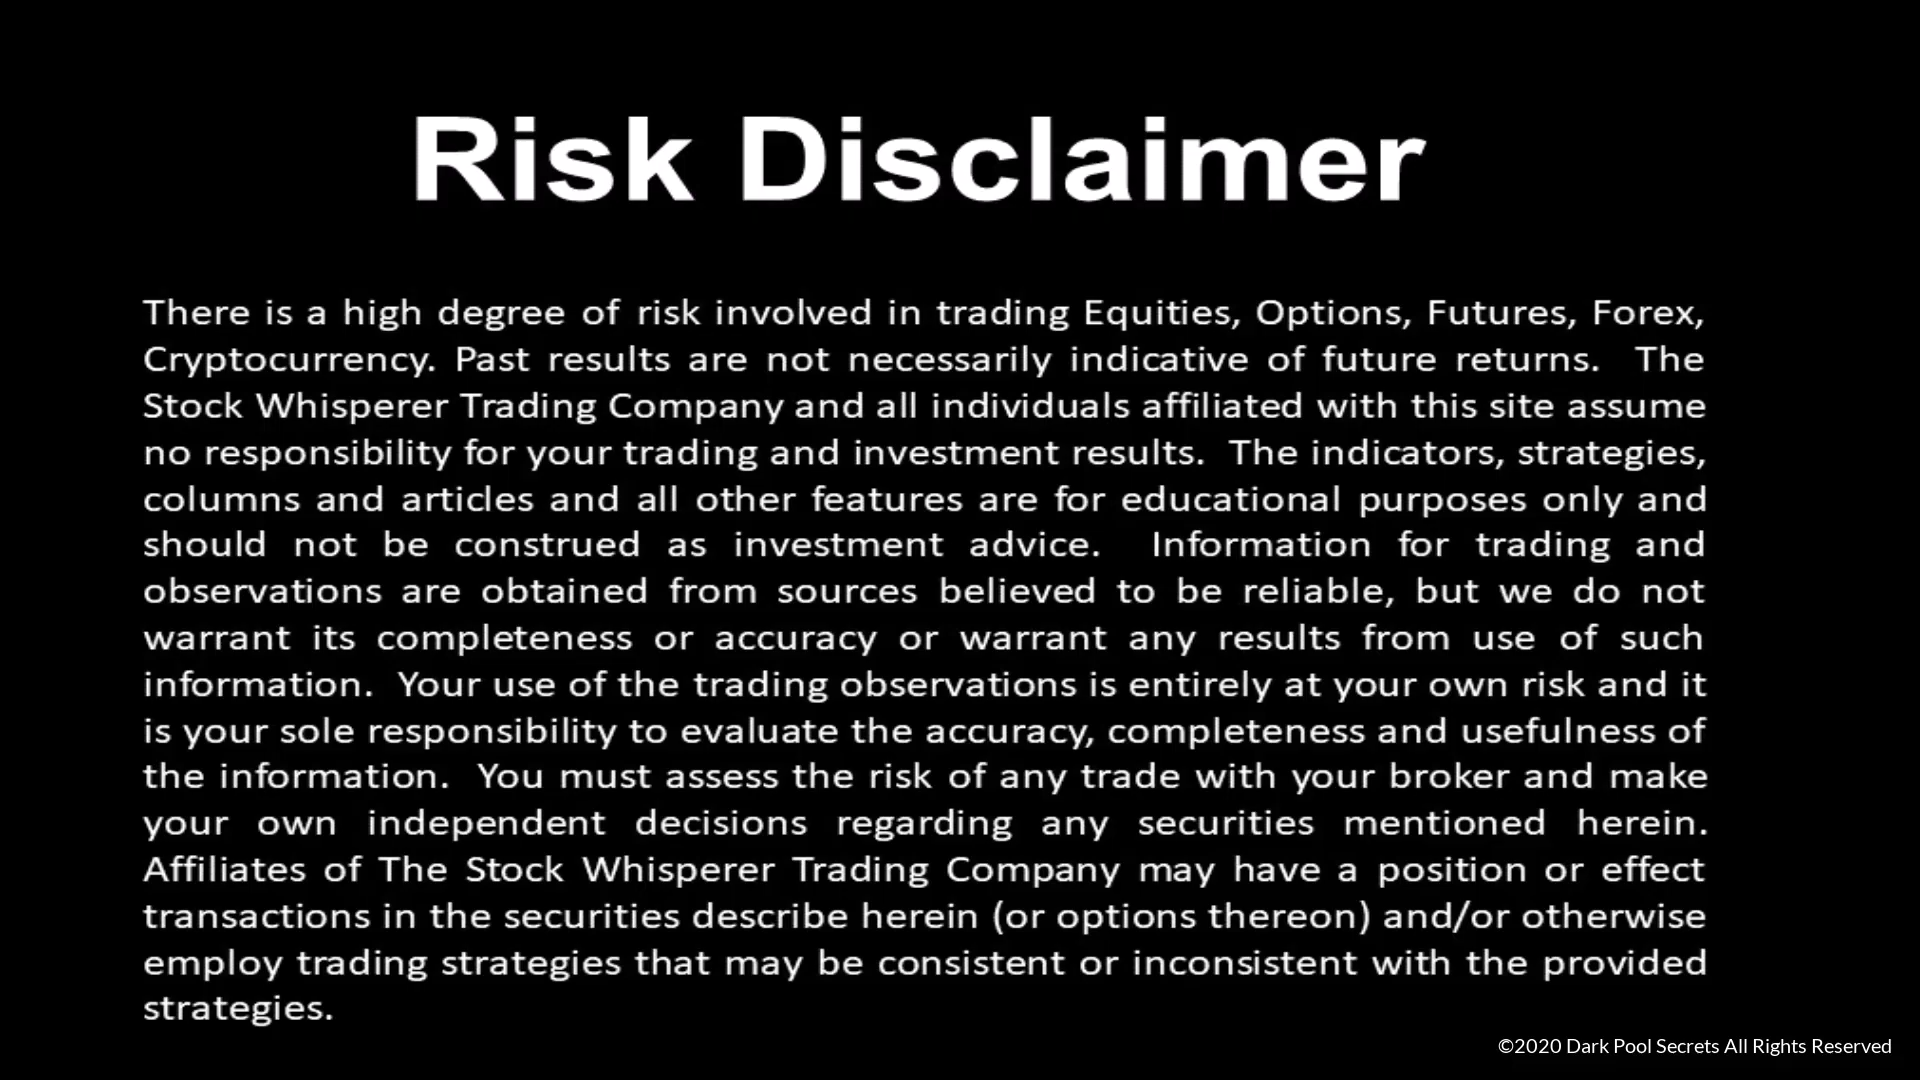 Risk Disclaimer
There is a high degree of risk involved in trading Equities, Options, Futures, Forex,
Cryptocurrency. Past results are not necessarily indicative of future returns. The
Stock Whisperer Trading Company and all individuals affiliated with this site assume
no responsibility for your trading and investment results. The indicators, strategies,
columns and articles and all other features are for educational purposes only and
should not be construed as investment advice. Information for trading and
observations are obtained from sources believed to be reliable, but we do not
warrant its completeness or accuracy or warrant any results from use of such
information. Your use of the trading observations is entirely at your own risk and it
is your sole responsibility to evaluate the accuracy, completeness and usefulness of
the information. You must assess the risk of any trade with your broker and make
your own independent decisions regarding any securities mentioned herein.
Affiliates of The Stock Whisperer Trading Company may have a position or effect
transactions in the securities describe herein (or options thereon) and/or otherwise
employ trading strategies that may be consistent or inconsistent with the provided
strategies.
©2020 Dark Pool Secrets All Rights Reserved